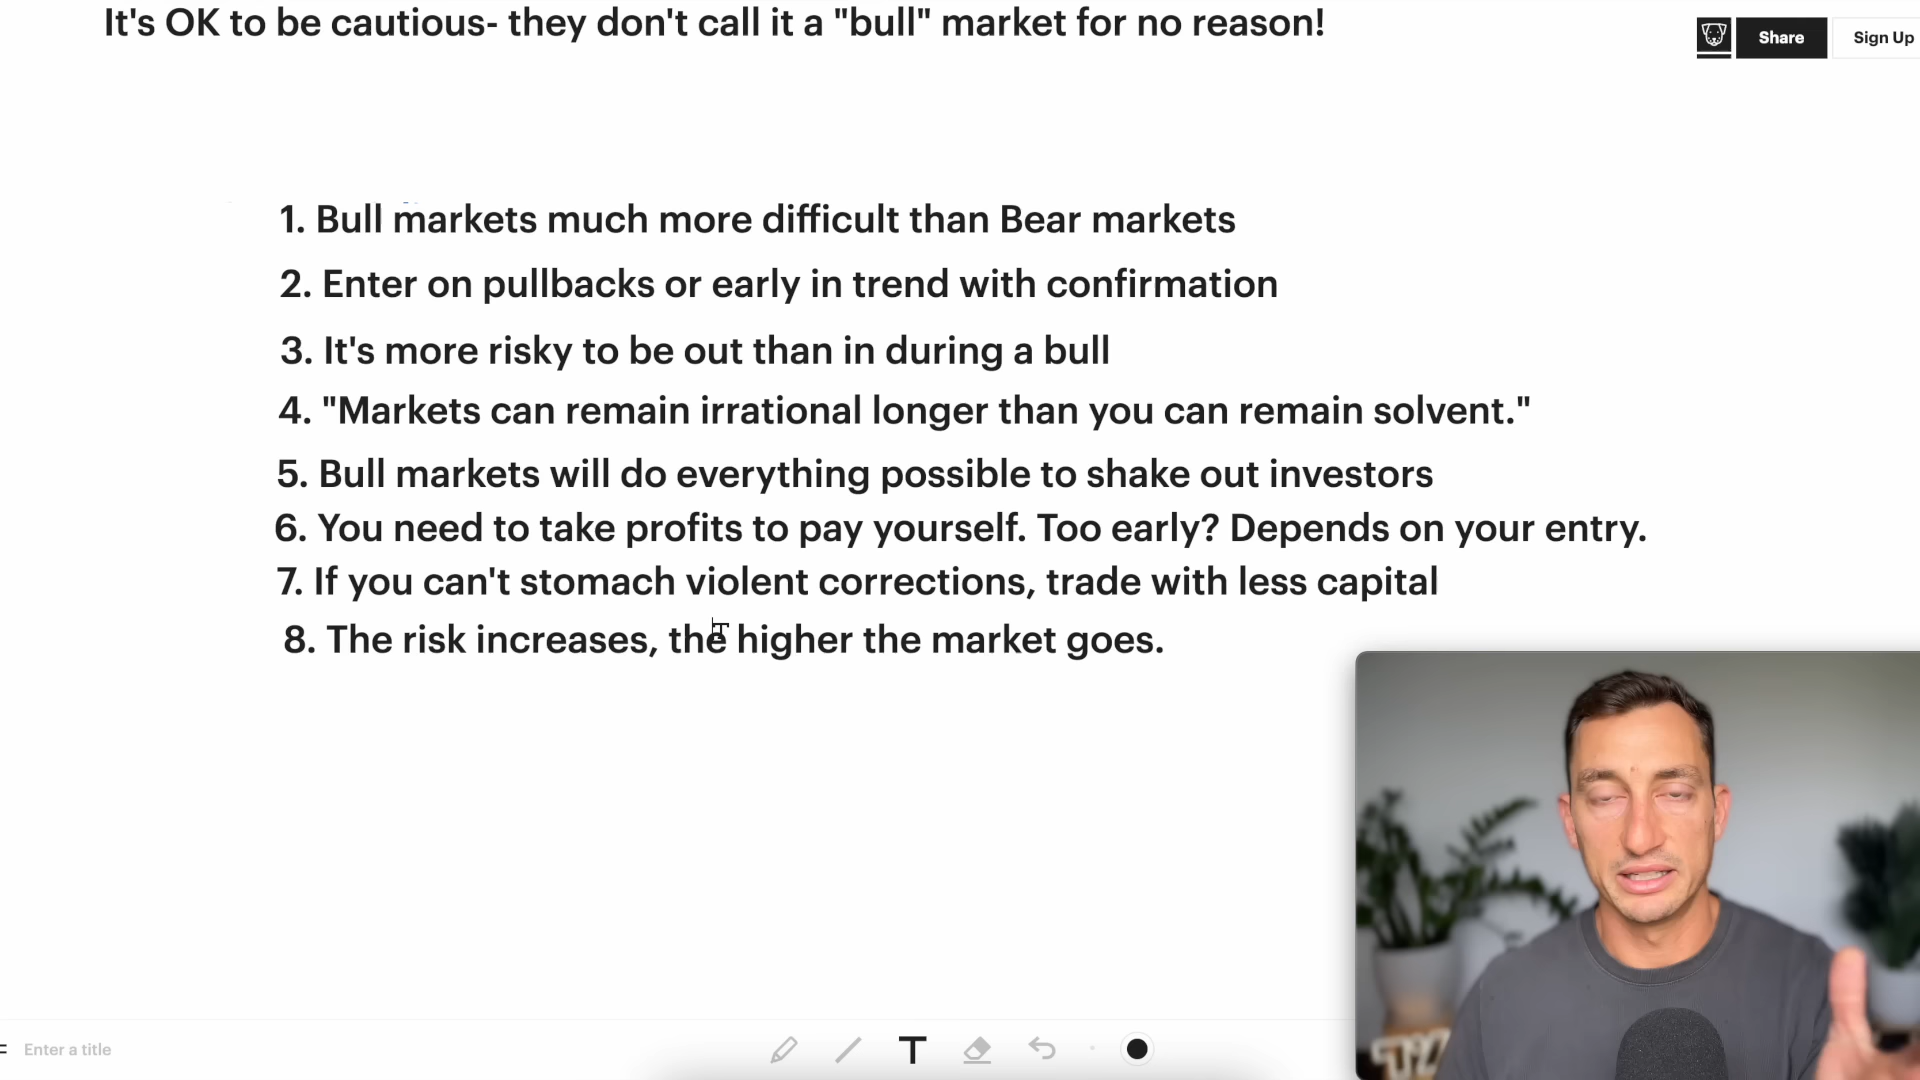 It's OK to be cautious- they don't call it a "bull" market for no reason!
Share
Sign Up
1. Bull markets much more difficult than Bear markets
2. Enter on pullbacks or early in trend with confirmation
3. It's more risky to be out than in during a bull
4. "Markets can remain irrational longer than you can remain solvent."
5. Bull markets will do everything possible to shake out investors
6. You need to take profits to pay yourself. Too early? Depends on your entry.
7. If you can't stomach violent corrections, trade with less capital
8. The risk increases, the higher the market goes.
Enter a title
T